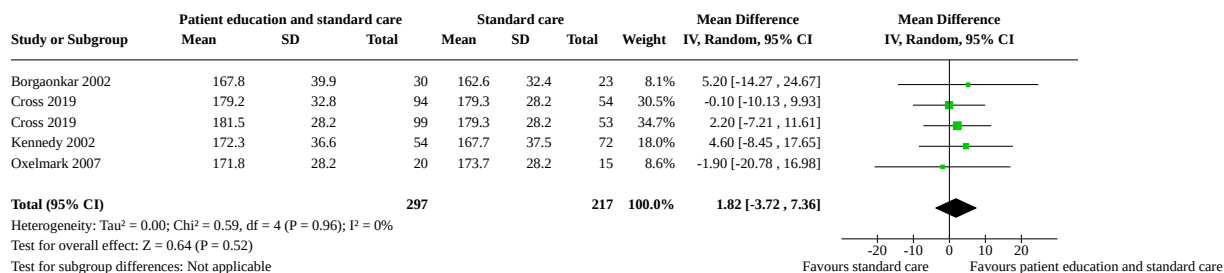 Patient education and standard care Standard care Mean Difference Mean Difference
Study or Subgroup Mean SD Total Mean SD Total Weight IV, Random, 95% CI IV, Random, 95% CI
Borgaonkar 2002 167.8 39.9 30 162.6 32.4 23 8.1% 5.20 [-14.27 , 24.67]
Cross 2019 179.2 32.8 94 179.3 28.2 54 30.5% -0.10 [-10.13 , 9.93]
Cross 2019 181.5 28.2 99 179.3 28.2 53 34.7% 2.20 [-7.21 , 11.61]
Kennedy 2002 172.3 36.6 54 167.7 37.5 72 18.0% 4.60 [-8.45 , 17.65]
Oxelmark 2007 171.8 28.2 20 173.7 28.2 15 8.6% -1.90 [-20.78 , 16.98]
Total (95% CI) 297 217 100.0% 1.82 [-3.72 , 7.36]
Heterogeneity: Tau² = 0.00; Chi² = 0.59, df = 4 (P = 0.96); I² = 0%
Test for overall effect: Z = 0.64 (P = 0.52) -20 -10 0 10 20
Test for subgroup differences: Not applicable Favours standard care Favours patient education and standard care